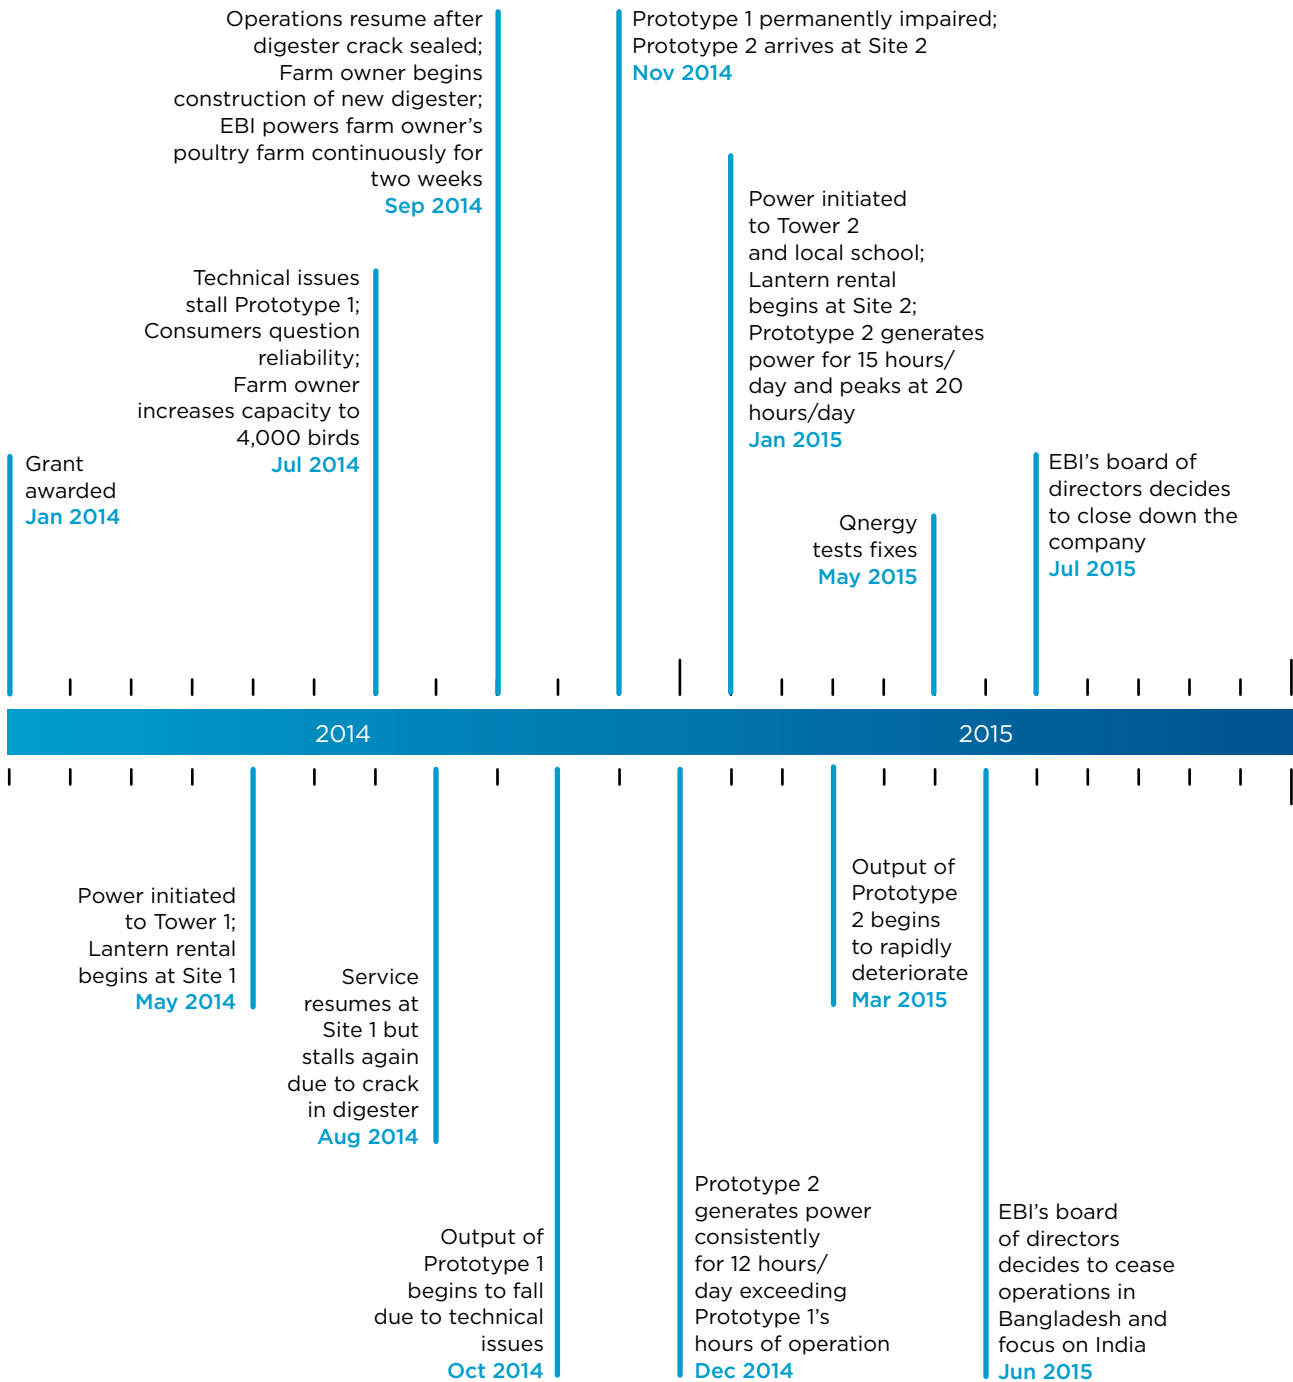 Operations resume after
digester crack sealed;
Farm owner begins
construction of new digester;
EBI powers farm owner's
poultry farm continuously for
two weeks
Sep 2014
Prototype 1 permanently impaired;
Prototype 2 arrives at Site 2
Nov 2014
Technical issues
stall Prototype 1;
Consumers question
reliability;
Farm owner
increases capacity to
4,000 birds
Jul 2014
Power initiated
to Tower 2
and local school;
Lantern rental
begins at Site 2;
Prototype 2 generates
power for 15 hours/
day and peaks at 20
hours/day
Jan 2015
Grant
awarded
Jan 2014
Qnergy
tests fixes
May 2015
EBI's board of
directors decides
to close down the
company
Jul 2015
2014
2015
Power initiated
to Tower 1;
Lantern rental
begins at Site 1
May 2014
Service
resumes at
Site 1 but
stalls again
due to crack
in digester
Aug 2014
Output of
Prototype 1
begins to fall
due to technical
issues
Oct 2014
Prototype 2
generates power
consistently
for 12 hours/
day exceeding
Prototype 1's
hours of operation
Dec 2014
Output of
Prototype
2 begins
to rapidly
deteriorate
Mar 2015
EBI's board
of directors
decides to cease
operations in
Bangladesh and
focus on India
Jun 2015